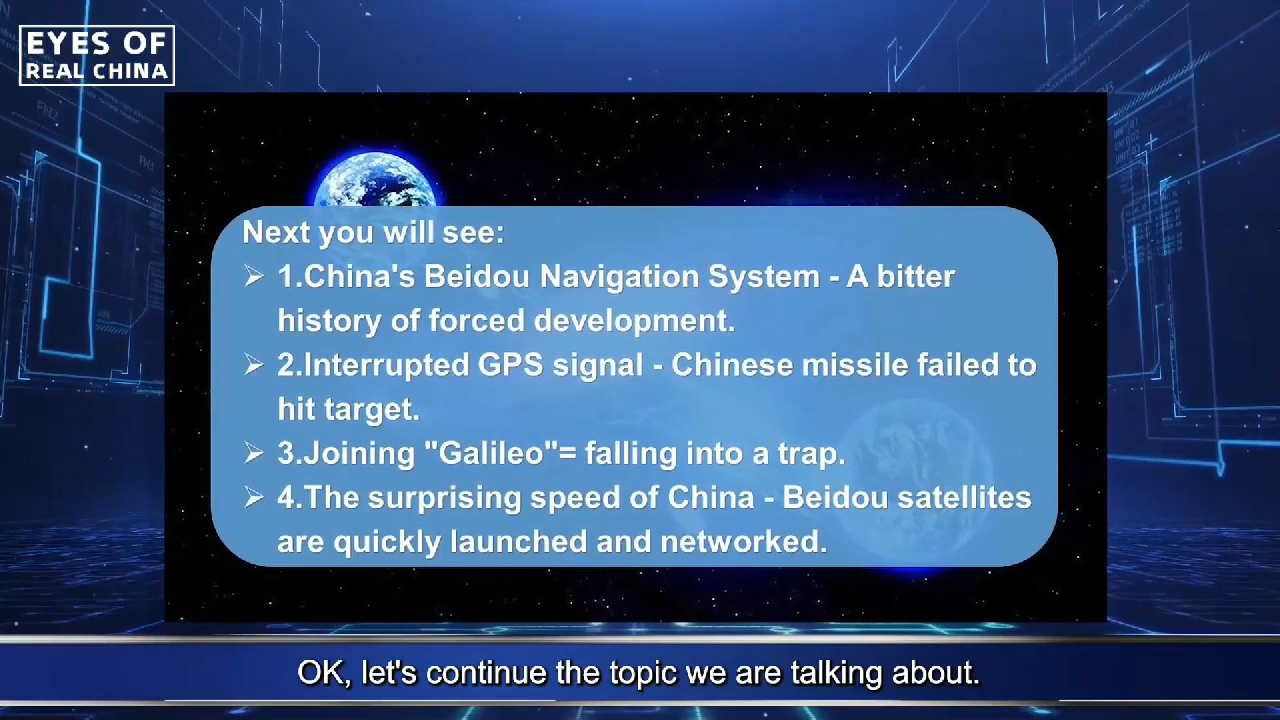 EYES OF
REAL CHINA
Next you will see:
➢ 1.China's Beidou Navigation System - A bitter
history of forced development.
➢ 2.Interrupted GPS signal - Chinese missile failed to
hit target.
➢ 3.Joining "Galileo"= falling into a trap.
➢ 4.The surprising speed of China - Beidou satellites
are quickly launched and networked.
OK, let's continue the topic we are talking about.